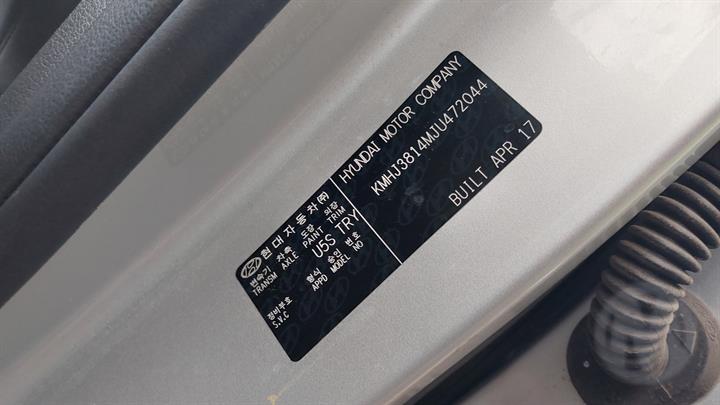 HYUNDAI MOTOR COMPANY
KMHJ3814MJU472044
BUILT APR 17
현대자동차㈜
변속기 차축 도장 외장
TRANSM AXLE PAINT TRIM
U5S TRY
형식 승인 번호
APPD MODEL NO
정비부호
S.V.C